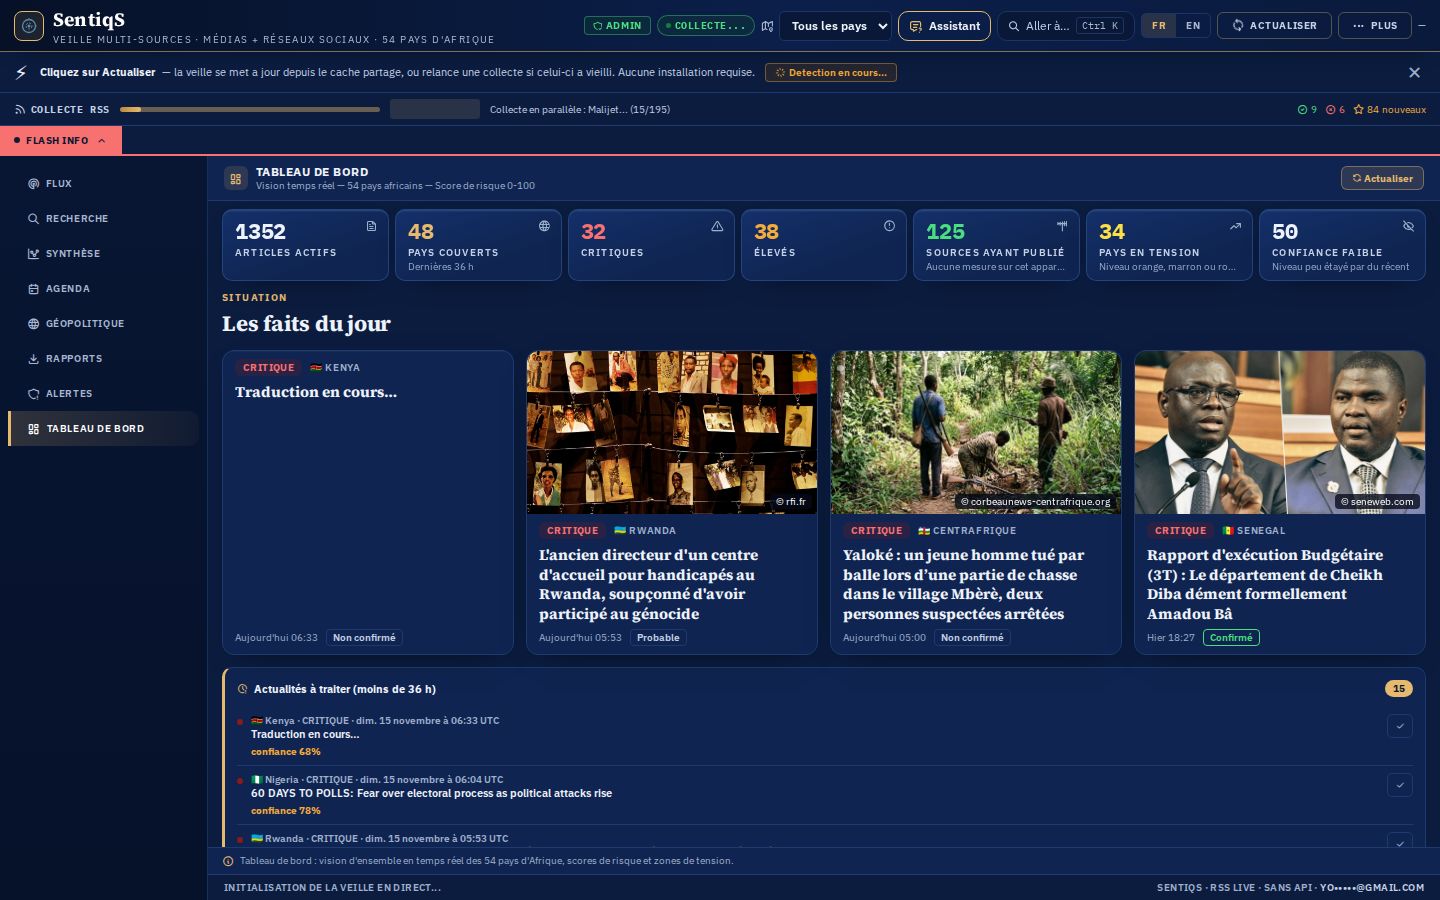 SentiqS
VEILLE MULTI-SOURCES · MÉDIAS + RÉSEAUX SOCIAUX · 54 PAYS D'AFRIQUE
ADMIN
COLLECTE...
Tous les pays
Assistant
Aller à... Ctrl K
FR EN
ACTUALISER
PLUS
Cliquez sur Actualiser — la veille se met a jour depuis le cache partage, ou relance une collecte si celui-ci a vieilli. Aucune installation requise.
Detection en cours...
COLLECTE RSS
Collecte en parallèle : Malijet... (15/195)
9
6
84 nouveaux
FLASH INFO
FLUX
RECHERCHE
SYNTHÈSE
AGENDA
GÉOPOLITIQUE
RAPPORTS
ALERTES
TABLEAU DE BORD
TABLEAU DE BORD
Vision temps réel — 54 pays africains — Score de risque 0-100
Actualiser
1352
ARTICLES ACTIFS
48
PAYS COUVERTS
Dernières 36 h
32
CRITIQUES
38
ÉLEVÉS
125
SOURCES AYANT PUBLIÉ
Aucune mesure sur cet appar...
34
PAYS EN TENSION
Niveau orange, marron ou ro...
50
CONFIANCE FAIBLE
Niveau peu étayé par du récent
SITUATION
Les faits du jour
CRITIQUE KENYA
Traduction en cours...
Aujourd'hui 06:33 Non confirmé
© rfi.fr
CRITIQUE RWANDA
L'ancien directeur d'un centre
d'accueil pour handicapés au
Rwanda, soupçonné d'avoir
participé au génocide
Aujourd'hui 05:53 Probable
© corbeaunews-centrafrique.org
CRITIQUE CENTRAFRIQUE
Yaloké : un jeune homme tué par
balle lors d’une partie de chasse
dans le village Mbèrè, deux
personnes suspectées arrêtées
Aujourd'hui 05:00 Non confirmé
© seneweb.com
CRITIQUE SENEGAL
Rapport d'exécution Budgétaire
(3T) : Le département de Cheikh
Diba dément formellement
Amadou Bâ
Hier 18:27 Confirmé
Actualités à traiter (moins de 36 h)
15
Kenya · CRITIQUE · dim. 15 novembre à 06:33 UTC
Traduction en cours...
confiance 68%
Nigeria · CRITIQUE · dim. 15 novembre à 06:04 UTC
60 DAYS TO POLLS: Fear over electoral process as political attacks rise
confiance 78%
Rwanda · CRITIQUE · dim. 15 novembre à 05:53 UTC
Tableau de bord : vision d'ensemble en temps réel des 54 pays d'Afrique, scores de risque et zones de tension.
INITIALISATION DE LA VEILLE EN DIRECT...
SENTIQS · RSS LIVE · SANS API · YO•••••@GMAIL.COM